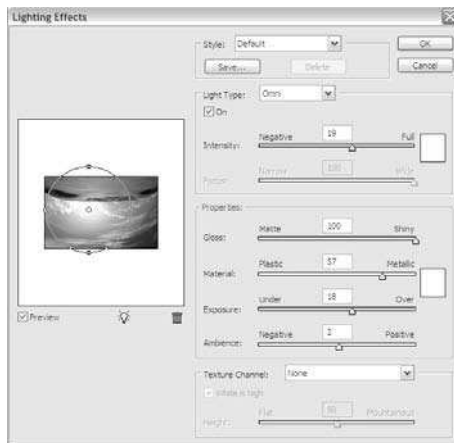 Lighting Effects
Style: Default
OK
Save... Delete
Cancel
Light Type: Omni
On
Negative 19 Full
Intensity:
Narrow 100 Wide
Focus:
Properties:
Matte 100 Shiny
Gloss:
Plastic 57 Metallic
Material:
Under 18 Over
Exposure:
Negative 2 Positive
Ambience:
Preview
Texture Channel: None
White is high
Flat 50 Mountainous
Height: